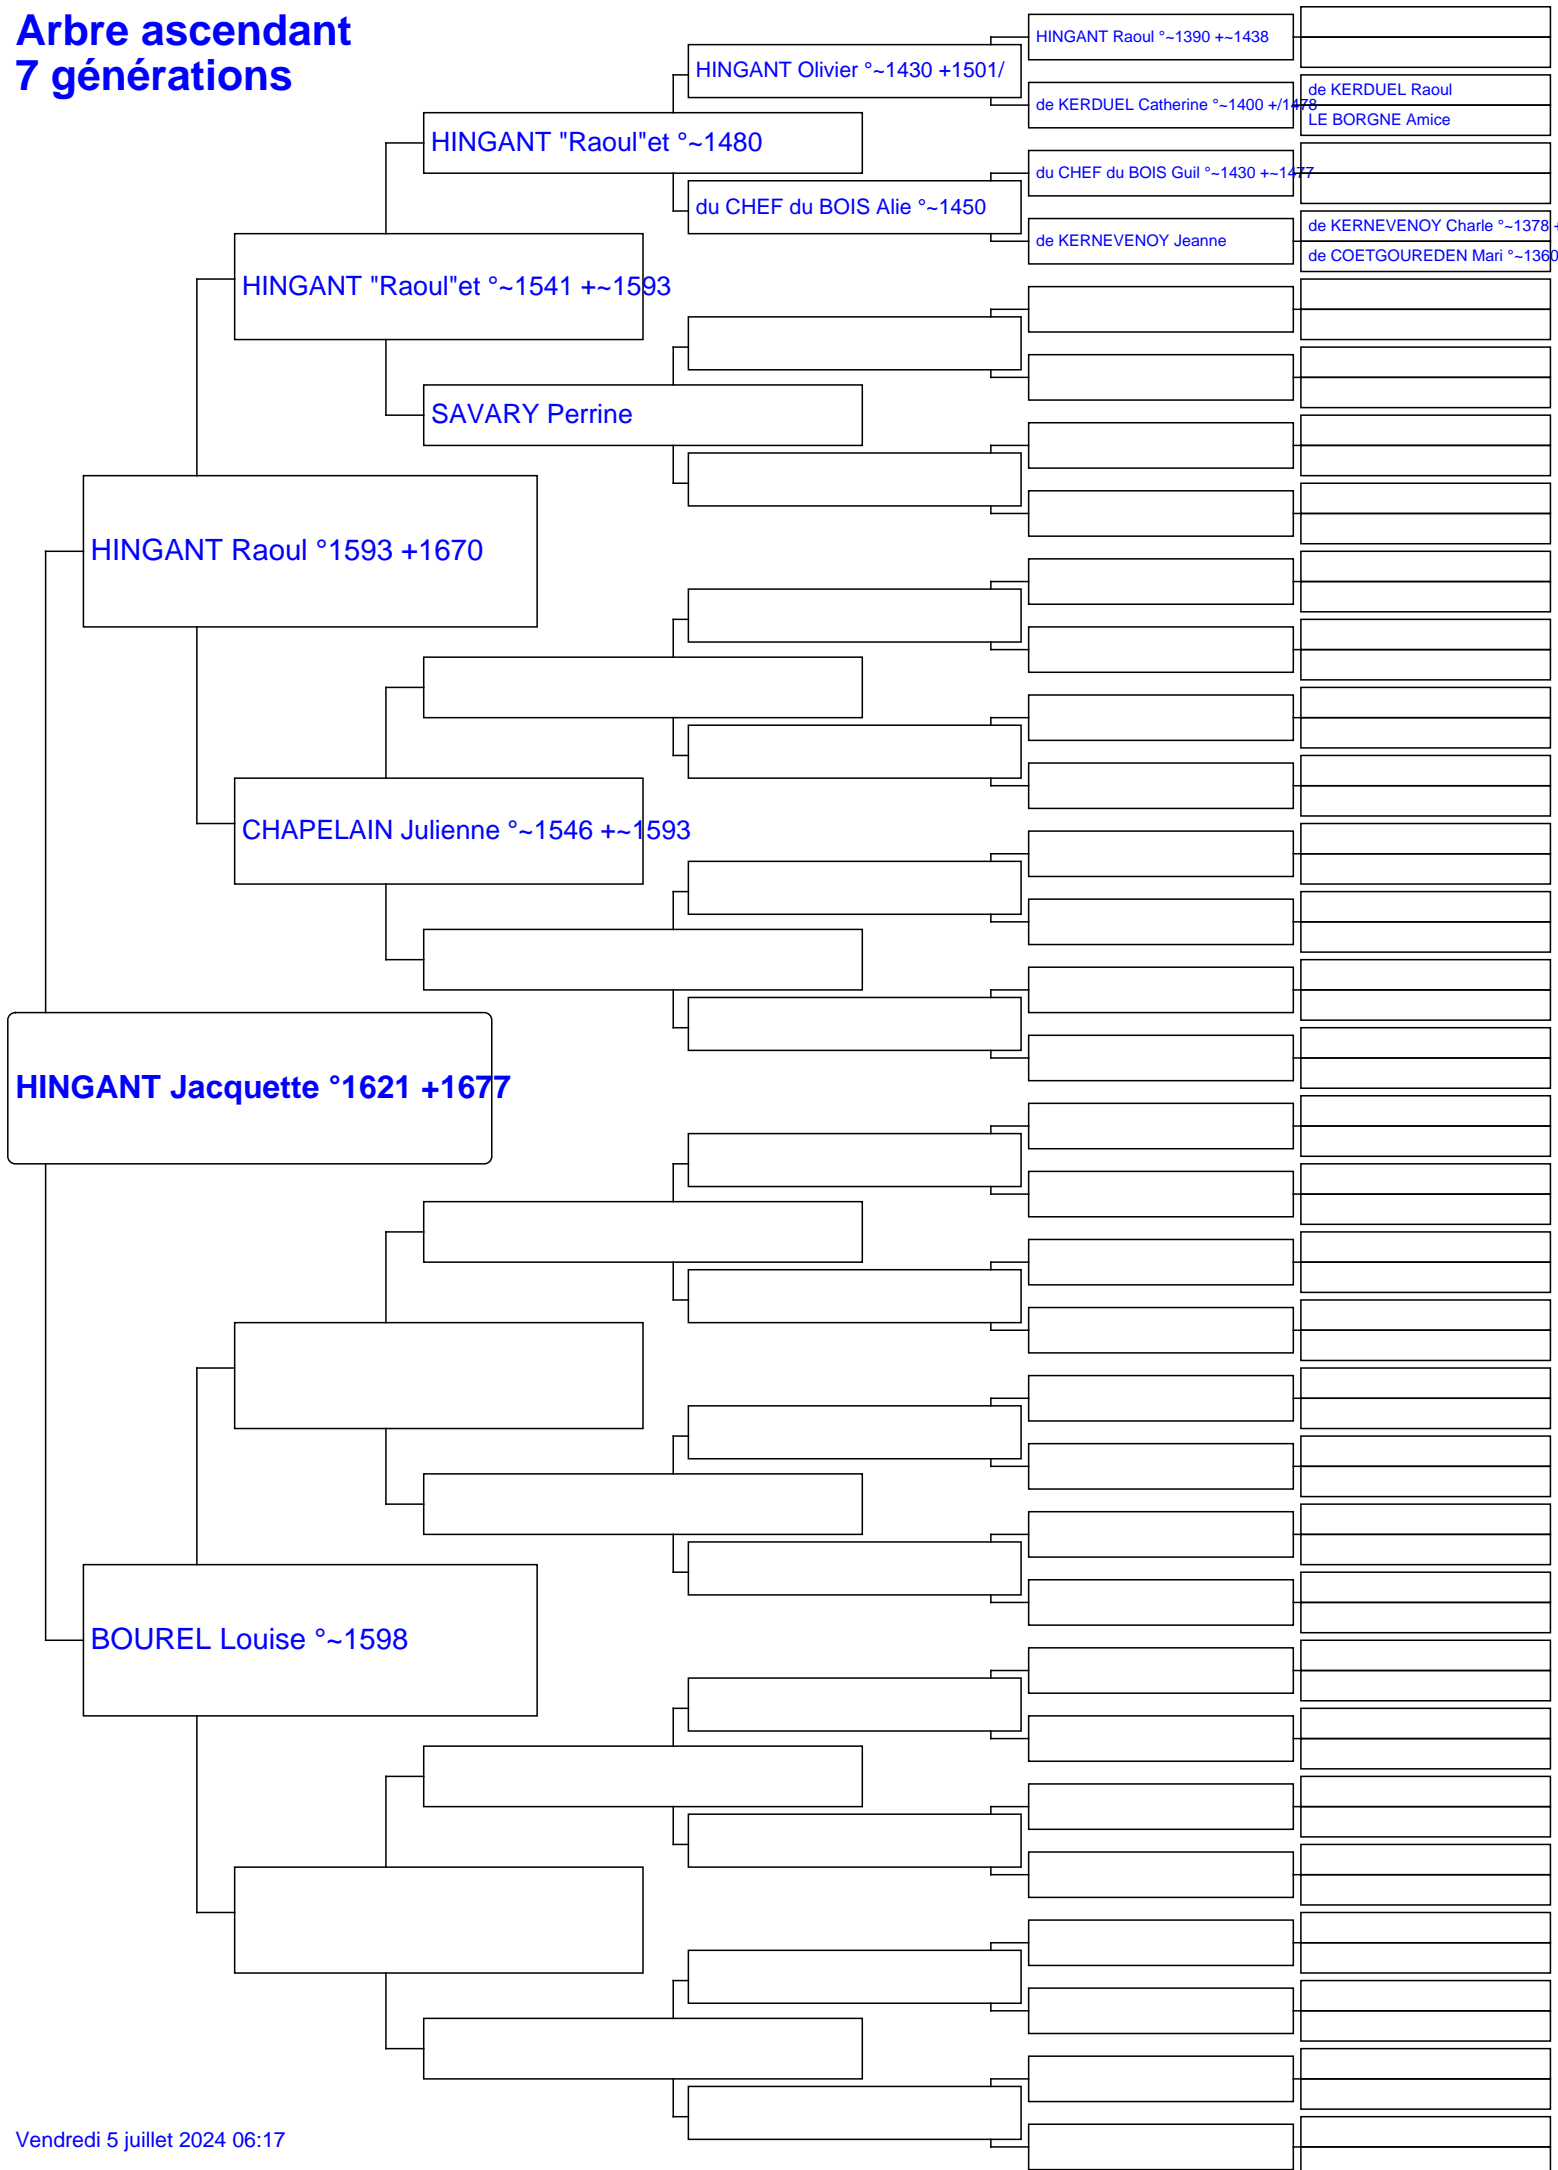 Arbre ascendant
7 générations
HINGANT Raoul °~1390 +~1438
HINGANT Olivier °~1430 +1501/
de KERDUEL Raoul
de KERDUEL Catherine °~1400 +/1478
LE BORGNE Amice
HINGANT "Raoul"et °~1480
du CHEF du BOIS Guil °~1430 +~1477
du CHEF du BOIS Alie °~1450
de KERNEVENOY Charle °~1378 +
de KERNEVENOY Jeanne
de COETGOUREDEN Mari °~1360
HINGANT "Raoul"et °~1541 +~1593
SAVARY Perrine
HINGANT Raoul °1593 +1670
CHAPELAIN Julienne °~1546 +~1593
HINGANT Jacquette °1621 +1677
BOUREL Louise °~1598
Vendredi 5 juillet 2024 06:17